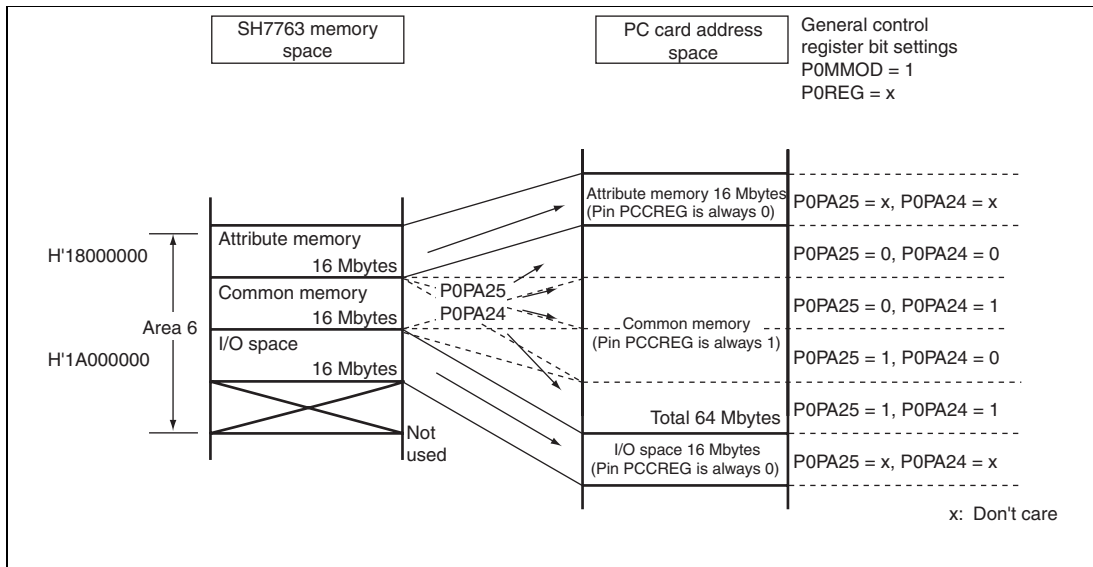 SH7763 memory
space
PC card address
space
General control
register bit settings
P0MMOD = 1
P0REG = x
H'18000000
Area 6
H'1A000000
Attribute memory
16 Mbytes
Common memory
16 Mbytes
I/O space
16 Mbytes
Not
used
P0PA25
P0PA24
Attribute memory 16 Mbytes
(Pin PCCREG is always 0)
Common memory
(Pin PCCREG is always 1)
Total 64 Mbytes
I/O space 16 Mbytes
(Pin PCCREG is always 0)
P0PA25 = x, P0PA24 = x
P0PA25 = 0, P0PA24 = 0
P0PA25 = 0, P0PA24 = 1
P0PA25 = 1, P0PA24 = 0
P0PA25 = 1, P0PA24 = 1
P0PA25 = x, P0PA24 = x
x: Don't care